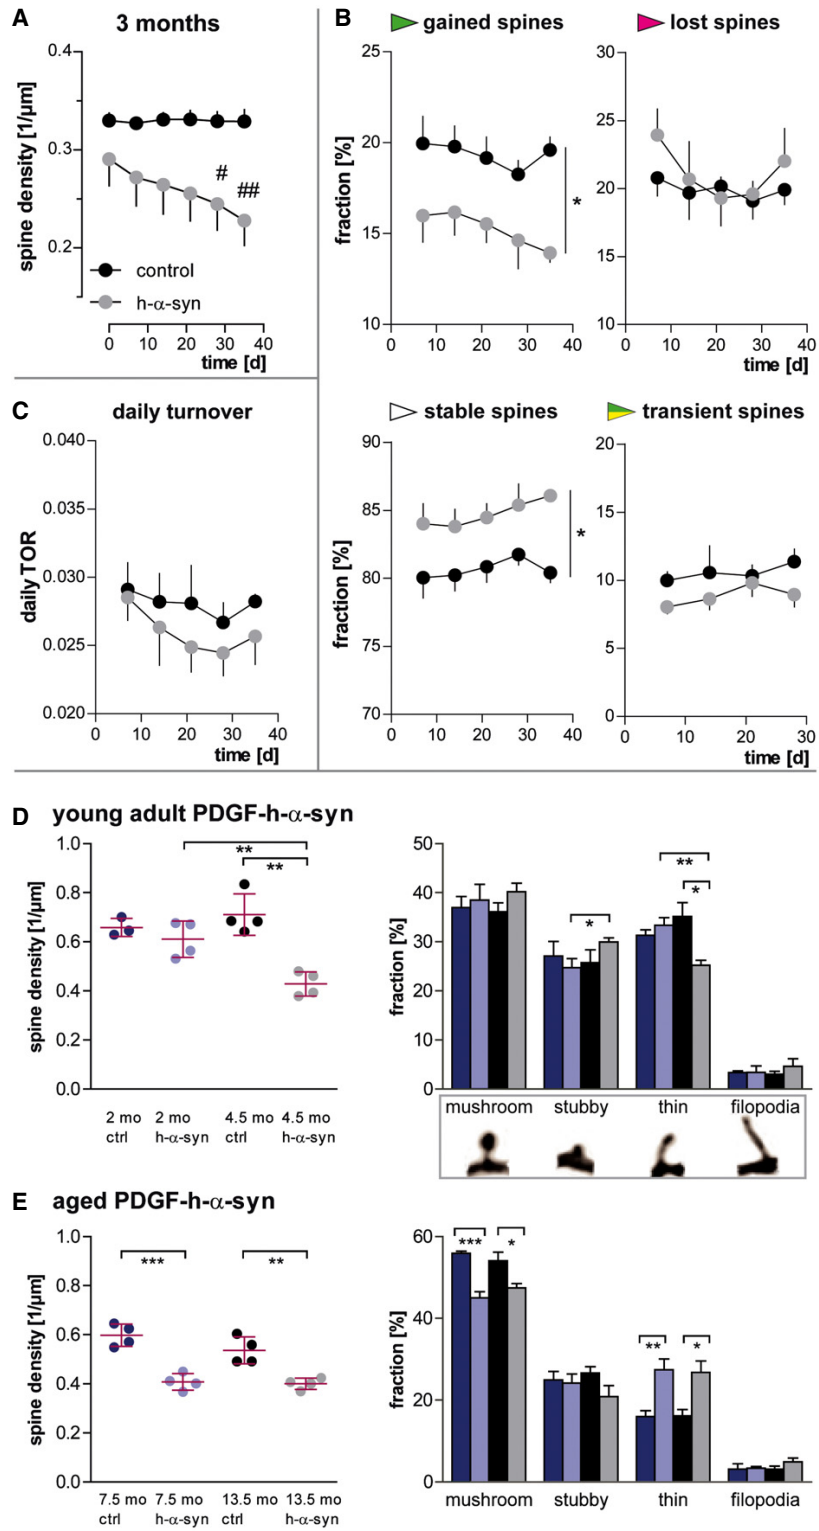 A
3 months
0.4
0.3
0.2
spine density [1/µm]
#
##
control
h-α-syn
0 10 20 30 40
time [d]
B
gained spines
25
20
15
10
fraction [%]
*
0 10 20 30 40
lost spines
30
25
20
15
10
0 10 20 30 40
time [d]
C
daily turnover
0.040
0.035
0.030
0.025
0.020
daily TOR
0 10 20 30 40
time [d]
stable spines
90
85
80
75
70
fraction [%]
*
0 10 20 30 40
transient spines
20
15
10
5
0
0 10 20 30
time [d]
D
young adult PDGF-h-α-syn
1.0
0.8
0.6
0.4
0.2
0.0
spine density [1/µm]
**
**
2 mo 2 mo 4.5 mo 4.5 mo
ctrl h-α-syn ctrl h-α-syn
50
40
30
20
10
0
fraction [%]
*
**
*
mushroom stubby thin filopodia
E
aged PDGF-h-α-syn
1.0
0.8
0.6
0.4
0.2
0.0
spine density [1/µm]
*** **
7.5 mo 7.5 mo 13.5 mo 13.5 mo
ctrl h-α-syn ctrl h-α-syn
60
40
20
0
fraction [%]
*** *
** *
mushroom stubby thin filopodia